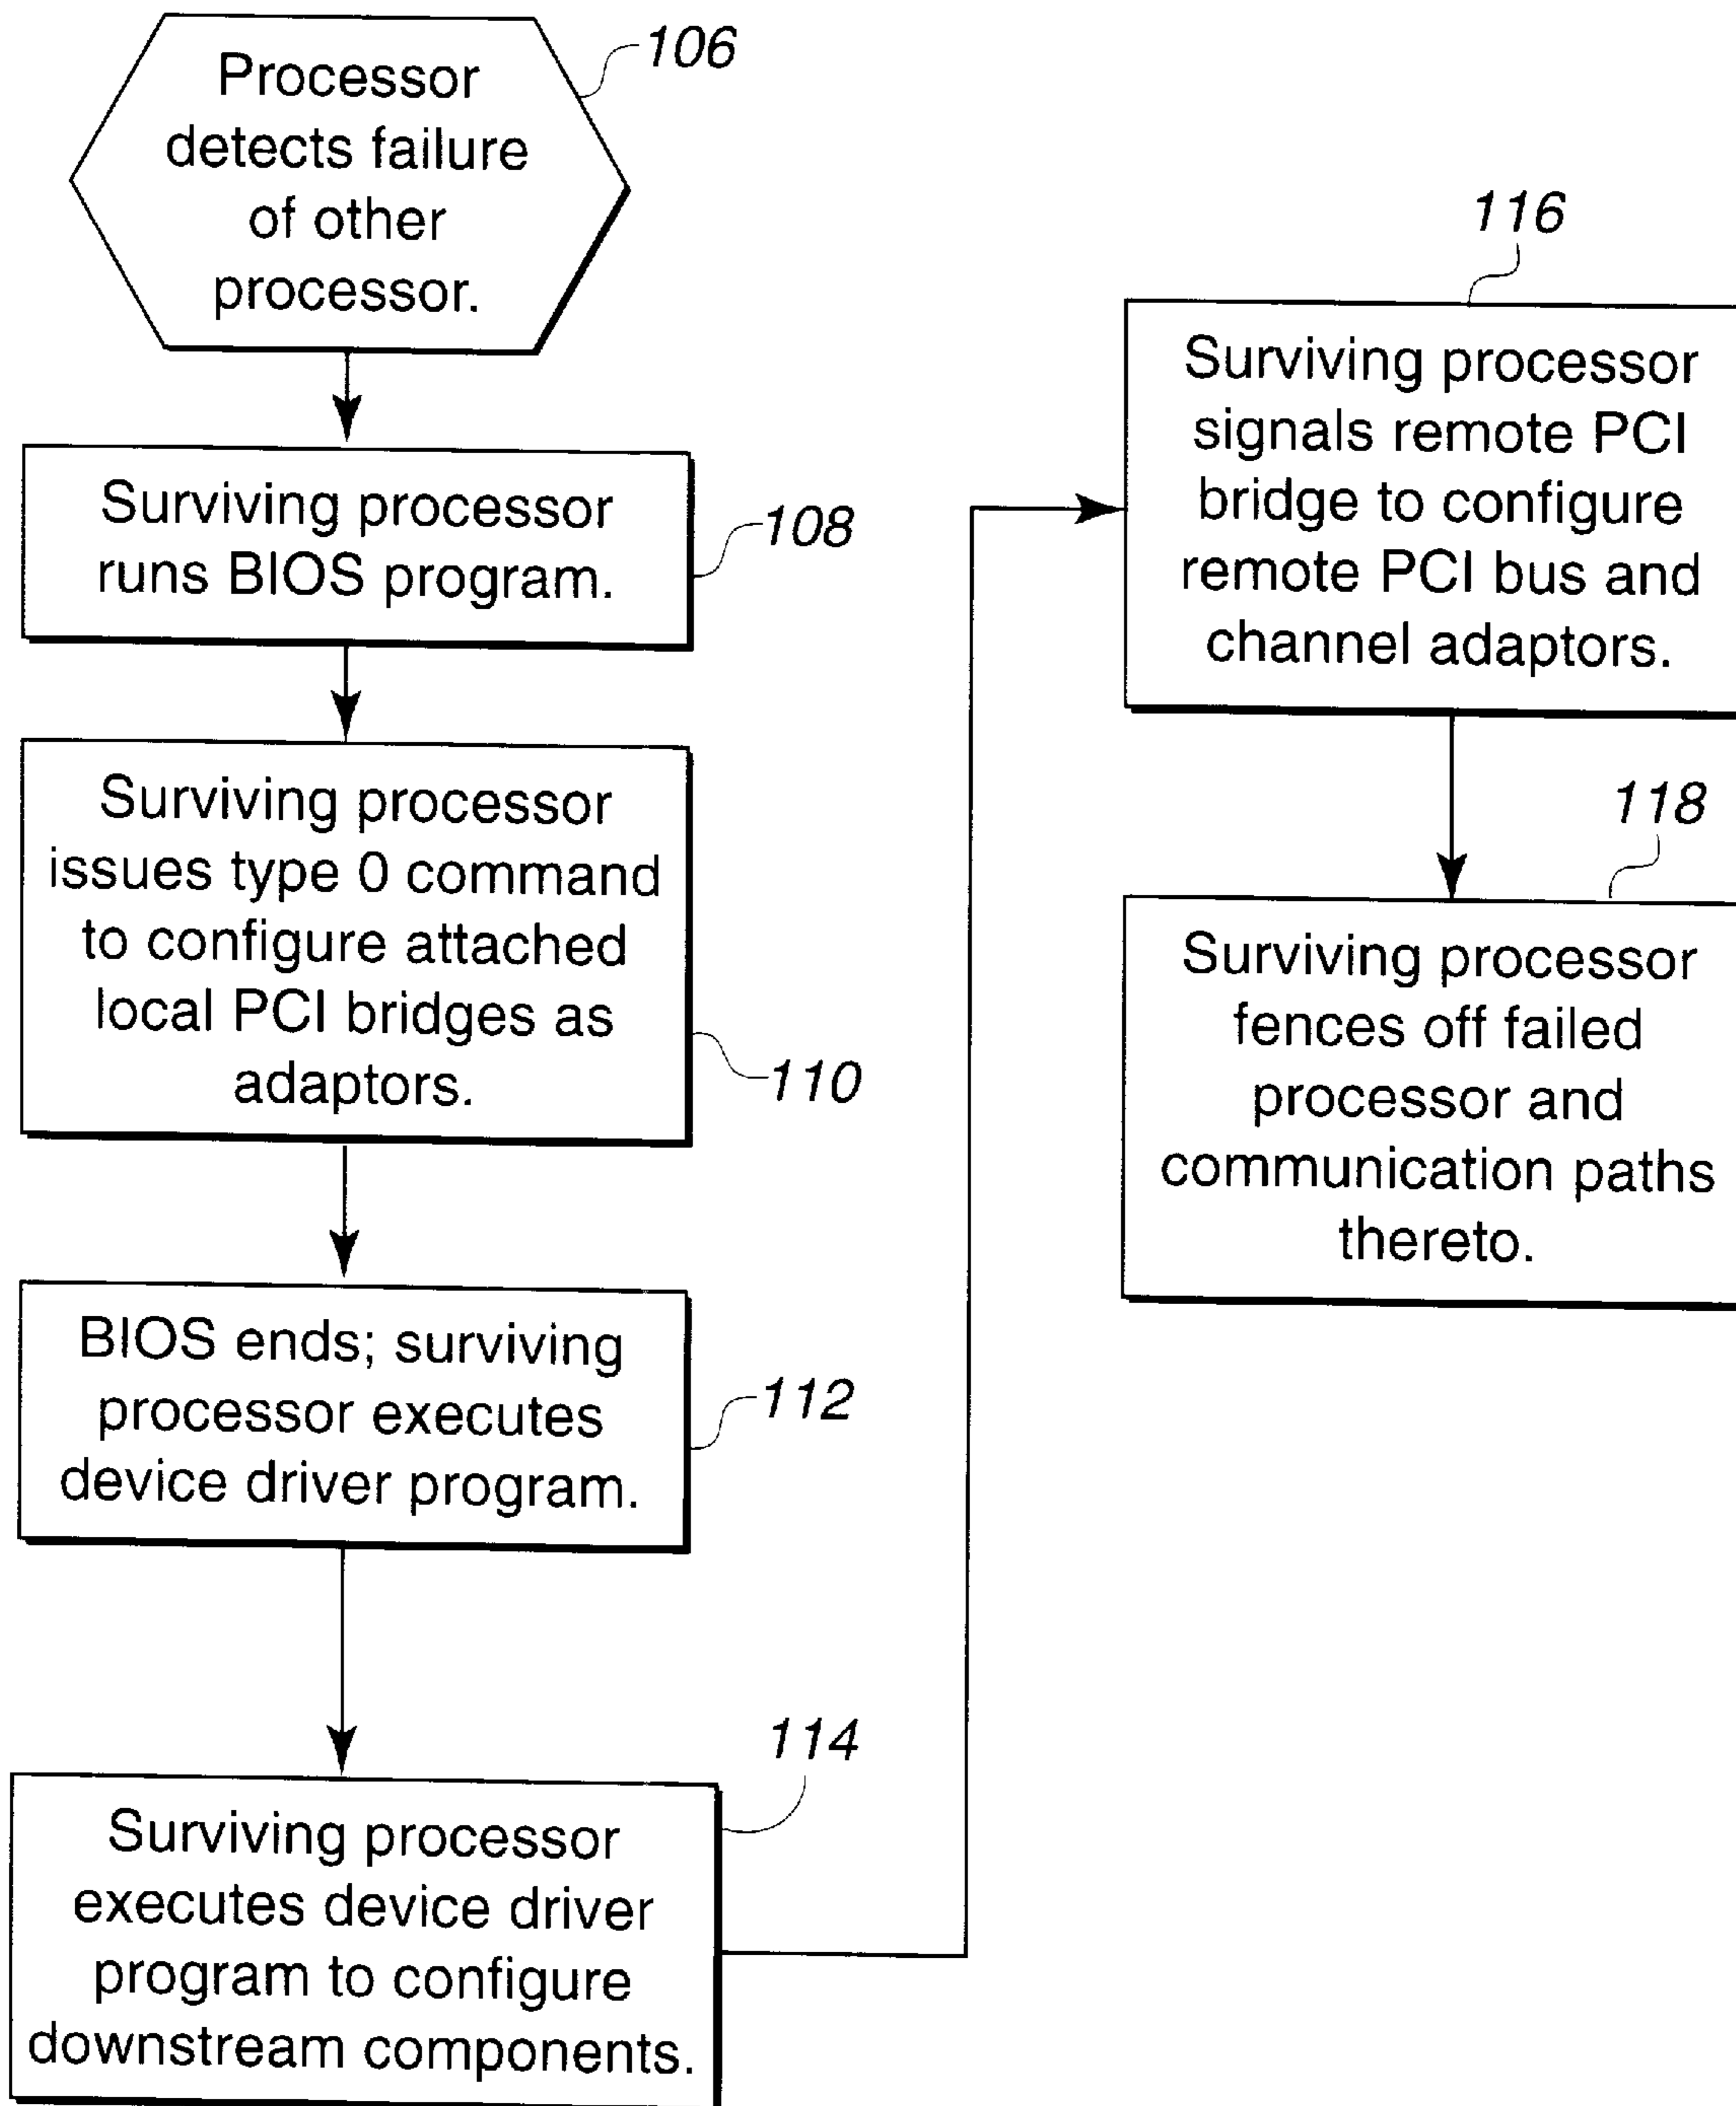 Processor
detects failure
of other
processor.
106
Surviving processor
runs BIOS program.
108
Surviving processor
issues type 0 command
to configure attached
local PCI bridges as
adaptors.
110
BIOS ends; surviving
processor executes
device driver program.
112
114
Surviving processor
executes device driver
program to configure
downstream components.
116
Surviving processor
signals remote PCI
bridge to configure
remote PCI bus and
channel adaptors.
118
Surviving processor
fences off failed
processor and
communication paths
thereto.